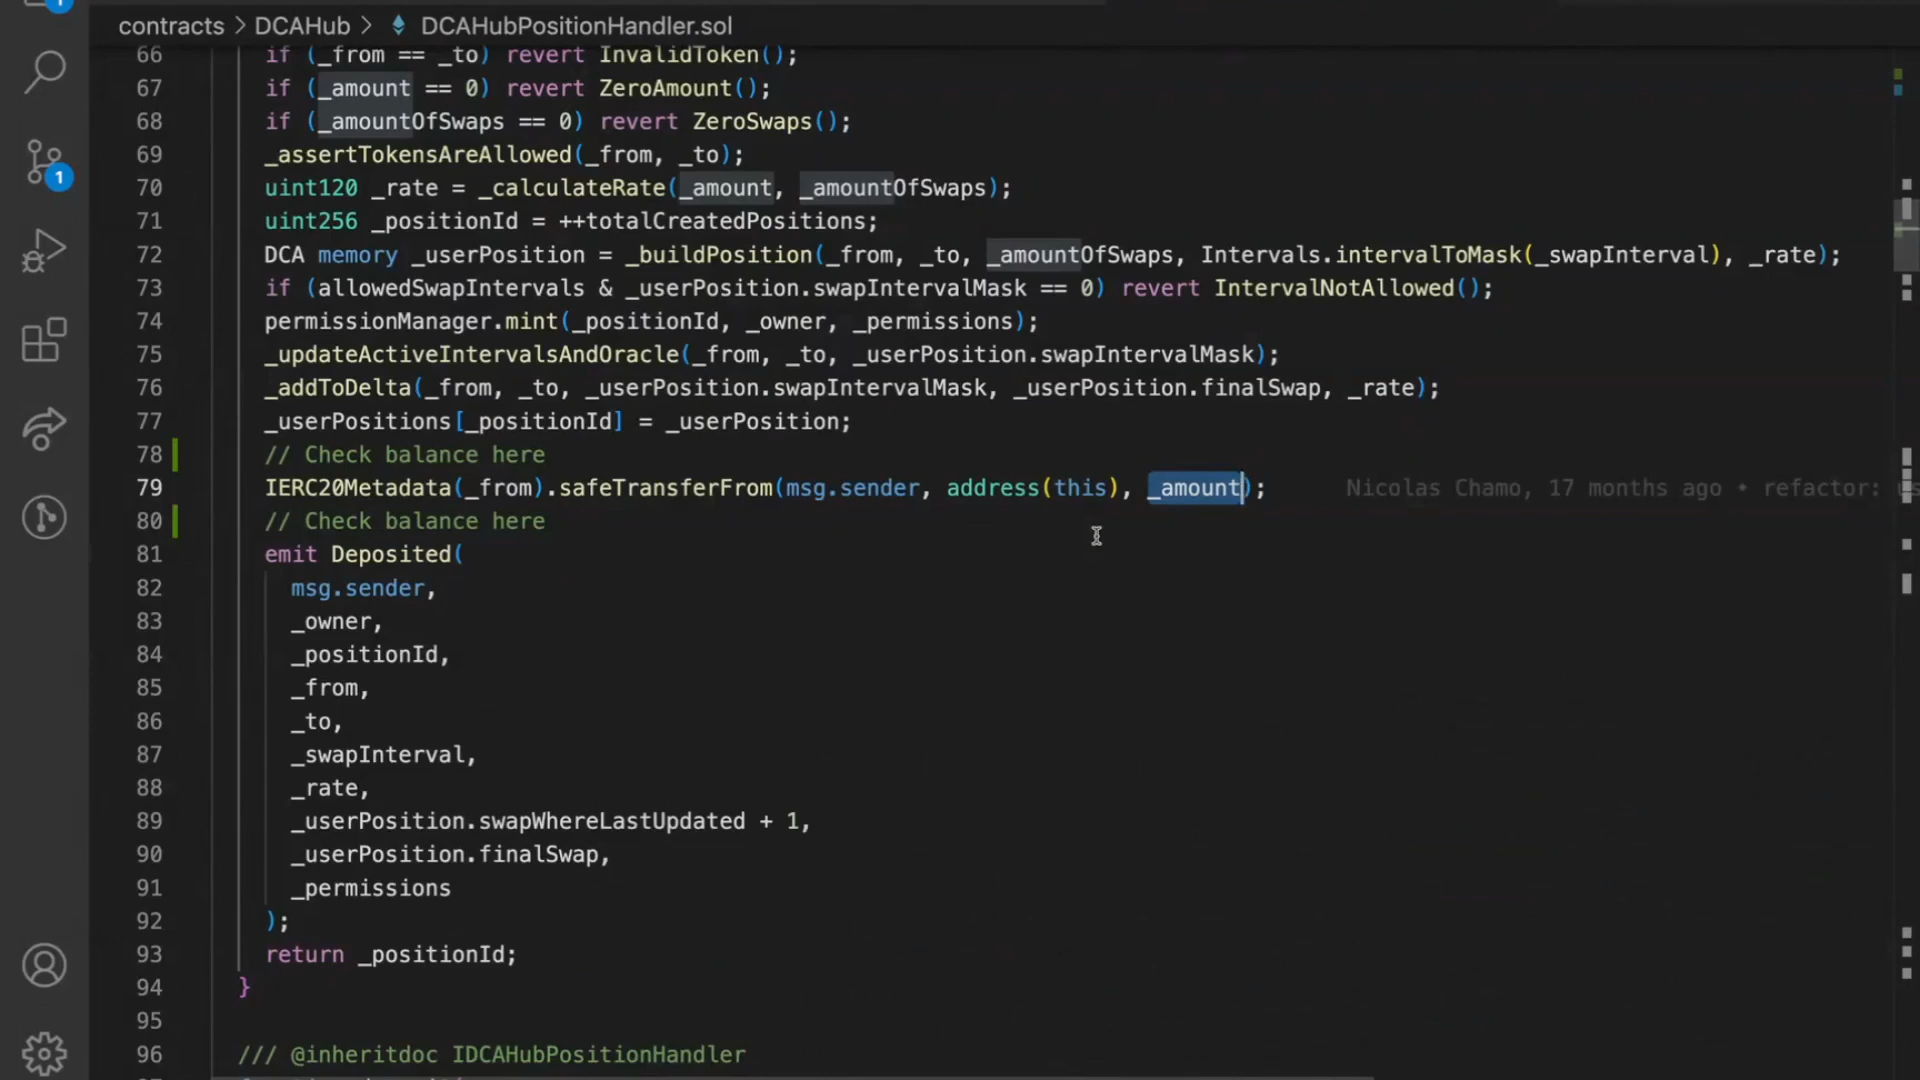 contracts > DCAHub > DCAHubPositionHandler.sol
66 if (_from == _to) revert InvalidToken();
67 if (_amount == 0) revert ZeroAmount();
68 if (_amountOfSwaps == 0) revert ZeroSwaps();
69 _assertTokensAreAllowed(_from, _to);
70 uint120 _rate = _calculateRate(_amount, _amountOfSwaps);
71 uint256 _positionId = ++totalCreatedPositions;
72 DCA memory _userPosition = _buildPosition(_from, _to, _amountOfSwaps, Intervals.intervalToMask(_swapInterval), _rate);
73 if (allowedSwapIntervals & _userPosition.swapIntervalMask == 0) revert IntervalNotAllowed();
74 permissionManager.mint(_positionId, _owner, _permissions);
75 _updateActiveIntervalsAndOracle(_from, _to, _userPosition.swapIntervalMask);
76 _addToDelta(_from, _to, _userPosition.swapIntervalMask, _userPosition.finalSwap, _rate);
77 _userPositions[_positionId] = _userPosition;
78 // Check balance here
79 IERC20Metadata(_from).safeTransferFrom(msg.sender, address(this), _amount); Nicolas Chamo, 17 months ago • refactor:
80 // Check balance here
81 emit Deposited(
82 msg.sender,
83 _owner,
84 _positionId,
85 _from,
86 _to,
87 _swapInterval,
88 _rate,
89 _userPosition.swapWhereLastUpdated + 1,
90 _userPosition.finalSwap,
91 _permissions
92 );
93 return _positionId;
94 }
95
96 /// @inheritdoc IDCAHubPositionHandler
1